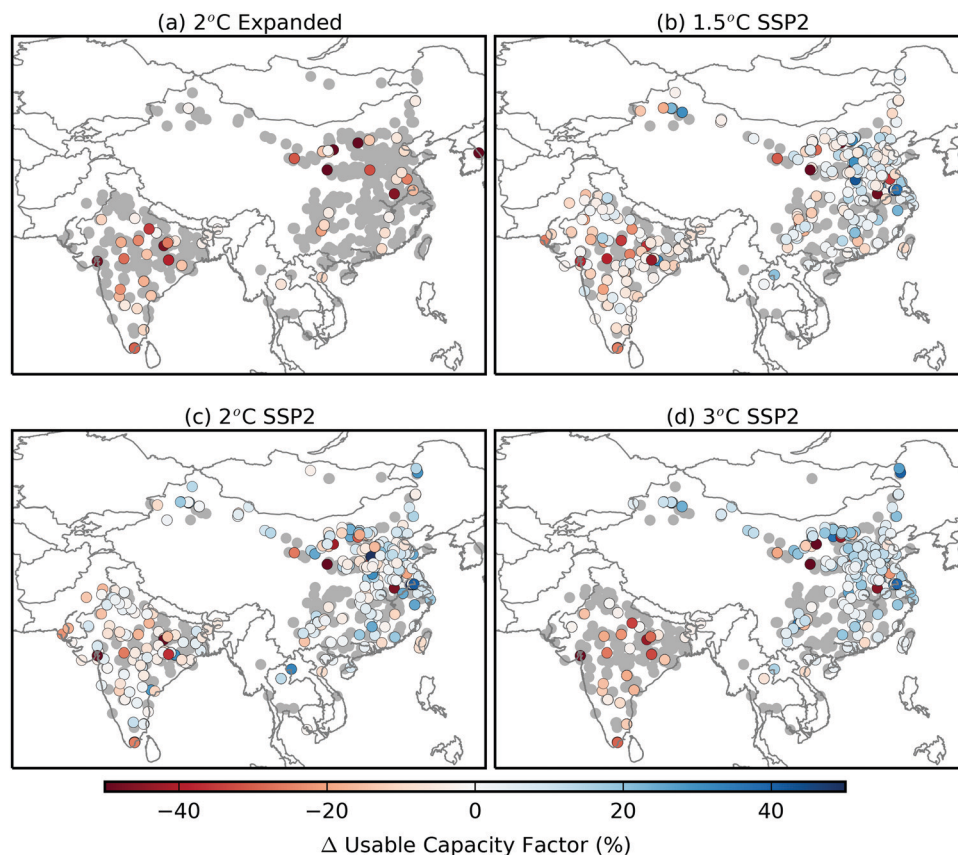 (a) 2°C Expanded
(b) 1.5°C SSP2
(c) 2°C SSP2
(d) 3°C SSP2
−40 −20 0 20 40
Δ Usable Capacity Factor (%)